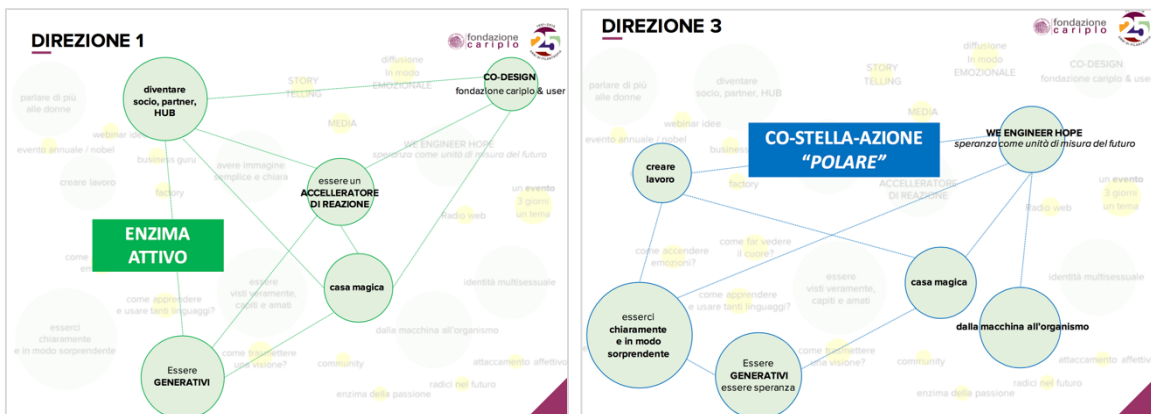 DIREZIONE 1
fondazione
cariplo
25
diffusione
In modo
EMOZIONALE
STORY
TELLING
CO-DESIGN
fondazione cariplo & user
parlare di più
alle donne
diventare
socio, partner,
HUB
MEDIA
webinar idee
evento annuale / nobel
business guru
WE ENGINEER HOPE
speranza come unità di misura del futuro
avere immagine
semplice e chiara
creare lavoro
factory
essere un
ACCELLERATORE
DI REAZIONE
un evento
3 giorni
un tema
Radio web
ENZIMA
ATTIVO
come
essere
visti veramente,
capiti e amati
casa magica
identità multisessuale
come apprendere
e usare tanti linguaggi?
esserci
chiaramente
e in modo
sorprendente
dalla macchina all'organismo
Essere
GENERATIVI
come trasmettere
una visione?
community
attaccamento affettivo
radici nel futuro
enzima della passione
DIREZIONE 3
fondazione
cariplo
25
diffusione
In modo
EMOZIONALE
STORY
TELLING
CO-DESIGN
fondazione cariplo & user
parlare di più
alle donne
diventare
socio, partner, HUB
MEDIA
webinar idee
evento annuale / nobel
business
CO-STELLA-AZIONE
"POLARE"
WE ENGINEER HOPE
speranza come unità di misura del futuro
creare
lavoro
factory
ACCELLERATORE
DI REAZIONE
un evento
3 giorni
un tema
Radio web
come accendere
emozioni?
come far vedere
il cuore?
essere
visti veramente,
capiti e amati
casa magica
identità multisessuale
come apprendere
e usare tanti linguaggi?
esserci
chiaramente
e in modo
sorprendente
dalla macchina all'organismo
Essere
GENERATIVI
essere speranza
come trasmettere
una visione?
community
attaccamento affettivo
radici nel futuro
enzima della passione